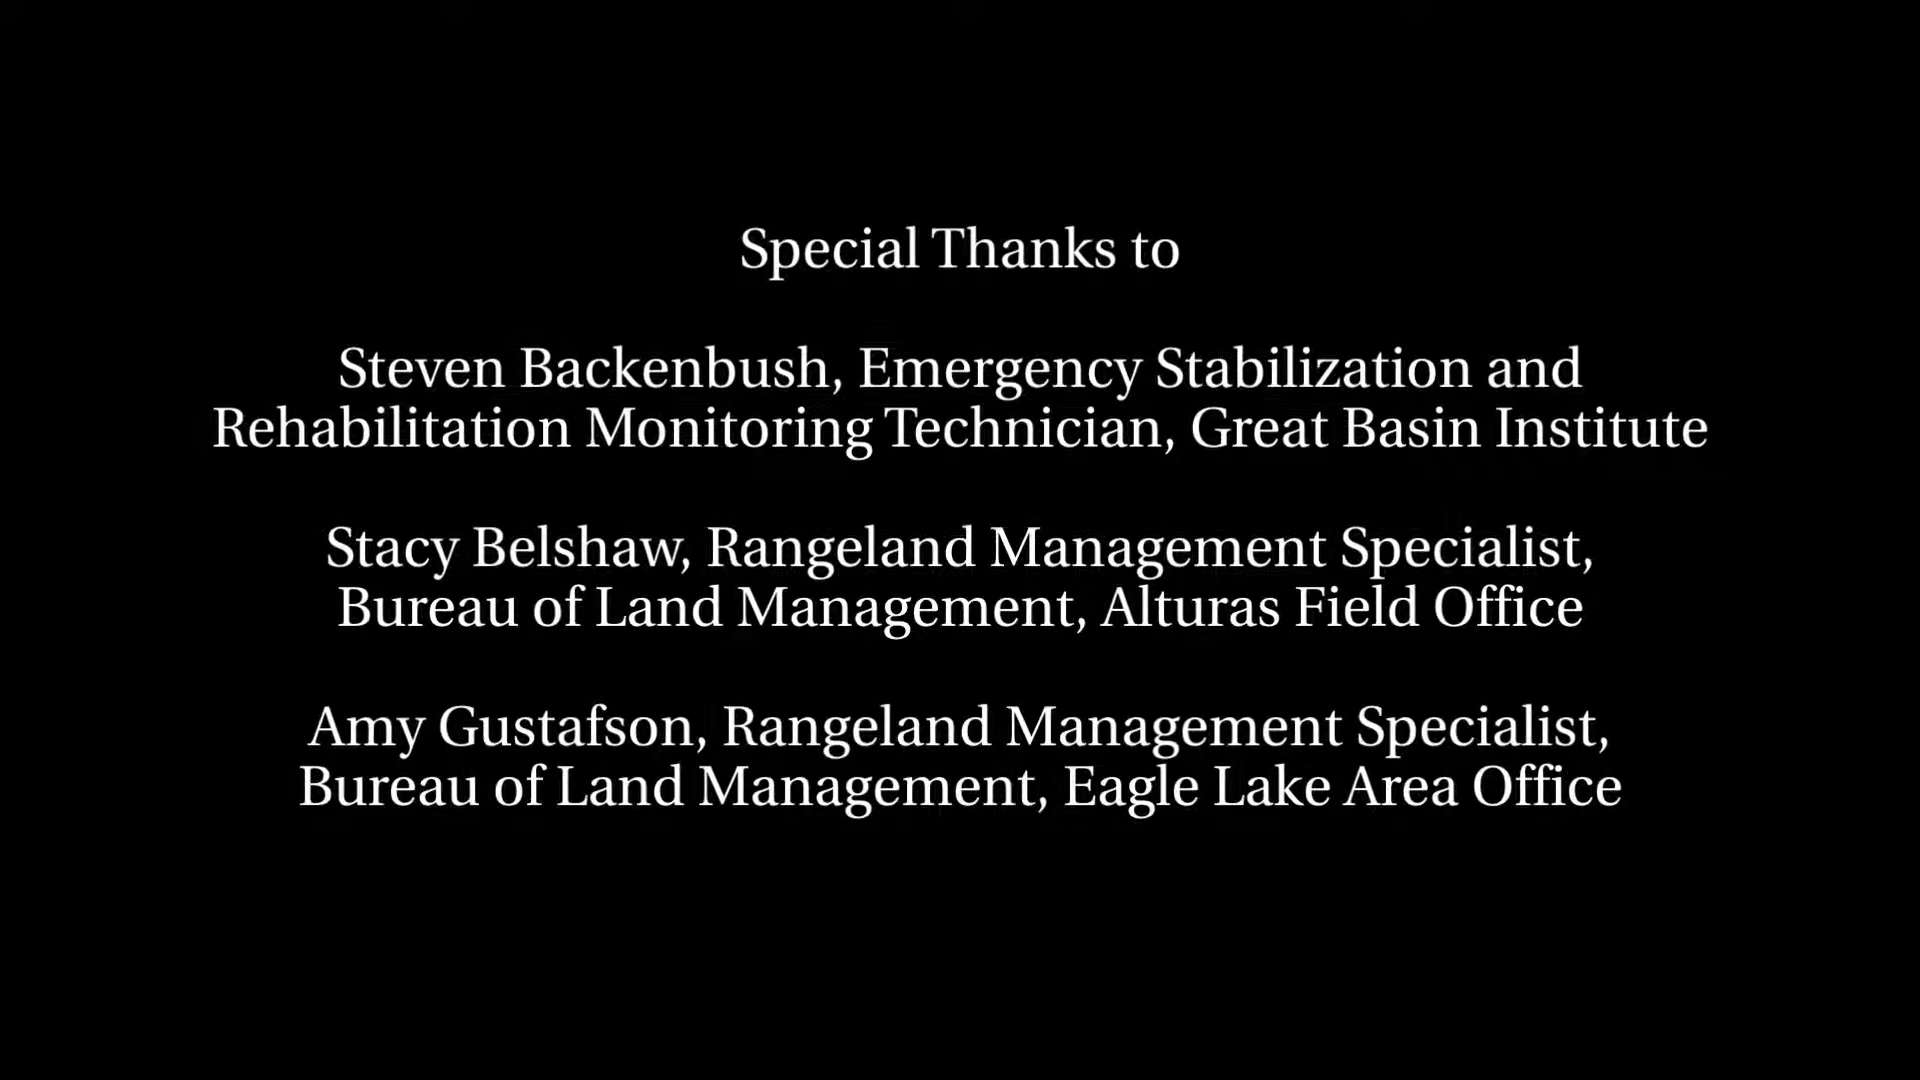 Special Thanks to
Steven Backenbush, Emergency Stabilization and
Rehabilitation Monitoring Technician, Great Basin Institute
Stacy Belshaw, Rangeland Management Specialist,
Bureau of Land Management, Alturas Field Office
Amy Gustafson, Rangeland Management Specialist,
Bureau of Land Management, Eagle Lake Area Office